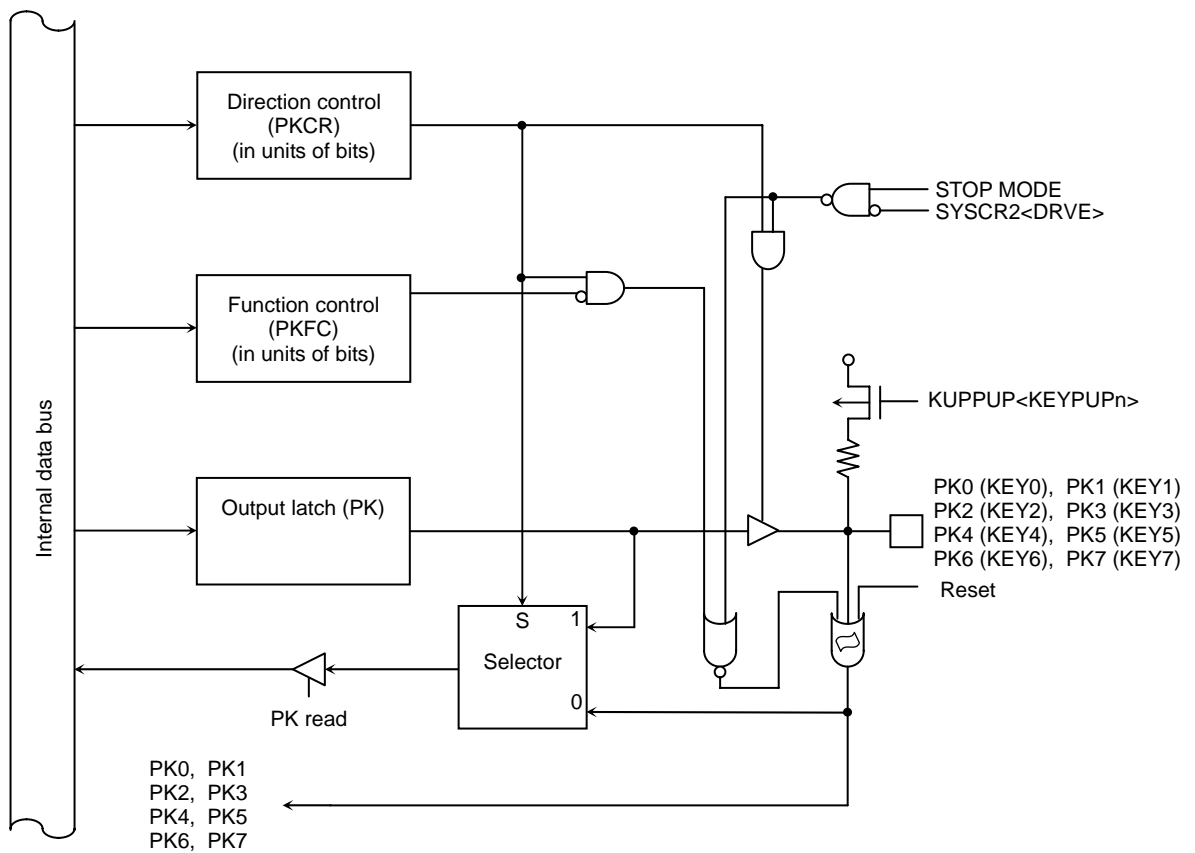 Direction control
(PKCR)
(in units of bits)
STOP MODE
SYSCR2<DRVE>
Function control
(PKFC)
(in units of bits)
KUPPUP<KEYPUPn>
Internal data bus
Output latch (PK)
PK0 (KEY0), PK1 (KEY1)
PK2 (KEY2), PK3 (KEY3)
PK4 (KEY4), PK5 (KEY5)
PK6 (KEY6), PK7 (KEY7)
Reset
S
1
Selector
0
PK read
PK0, PK1
PK2, PK3
PK4, PK5
PK6, PK7